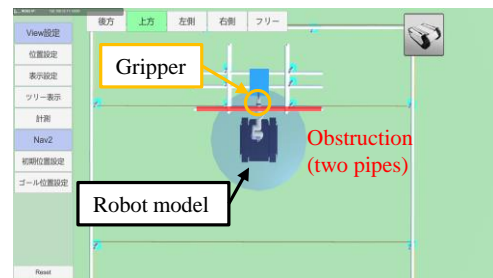 後方
上方
左側
右側
フリー
View設定
位置設定
表示設定
ツリー表示
計測
Nav2
初期位置設定
ゴール位置設定
Reset
Gripper
Obstruction
(two pipes)
Robot model